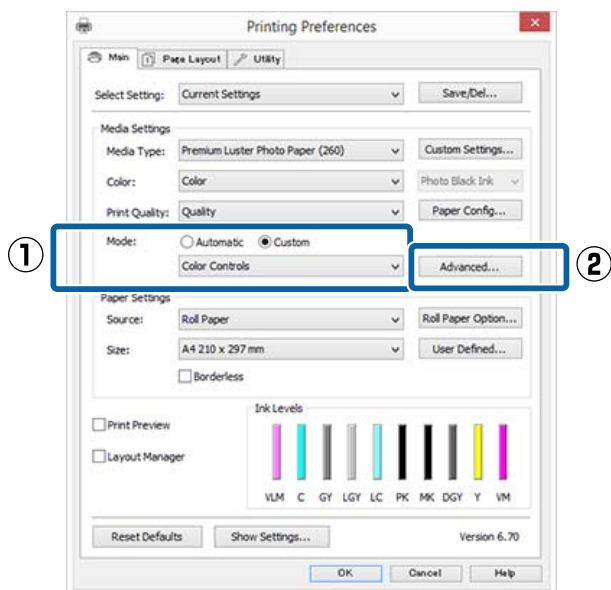 Printing Preferences
Main Page Layout Utility
Select Setting: Current Settings Save/Del...
Media Settings
Media Type: Premium Luster Photo Paper (260) Custom Settings...
Color: Color Photo Black Ink
Print Quality: Quality Paper Config...
Mode: Automatic Custom
① Color Controls Advanced... ②
Paper Settings
Source: Roll Paper Roll Paper Option...
Size: A4 210 x 297 mm User Defined...
Borderless
Ink Levels
Print Preview
Layout Manager
VLM C GY LGY LC PK MK DGY Y VM
Reset Defaults Show Settings... Version 6.70
OK Cancel Help